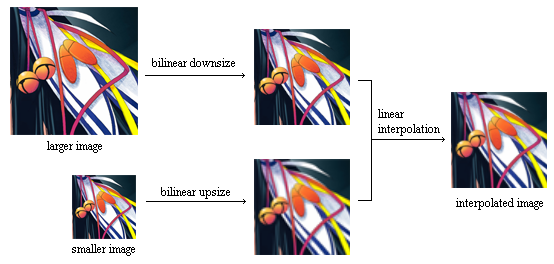 bilinear downsize
larger image
linear
interpolation
bilinear upsize
smaller image
interpolated image